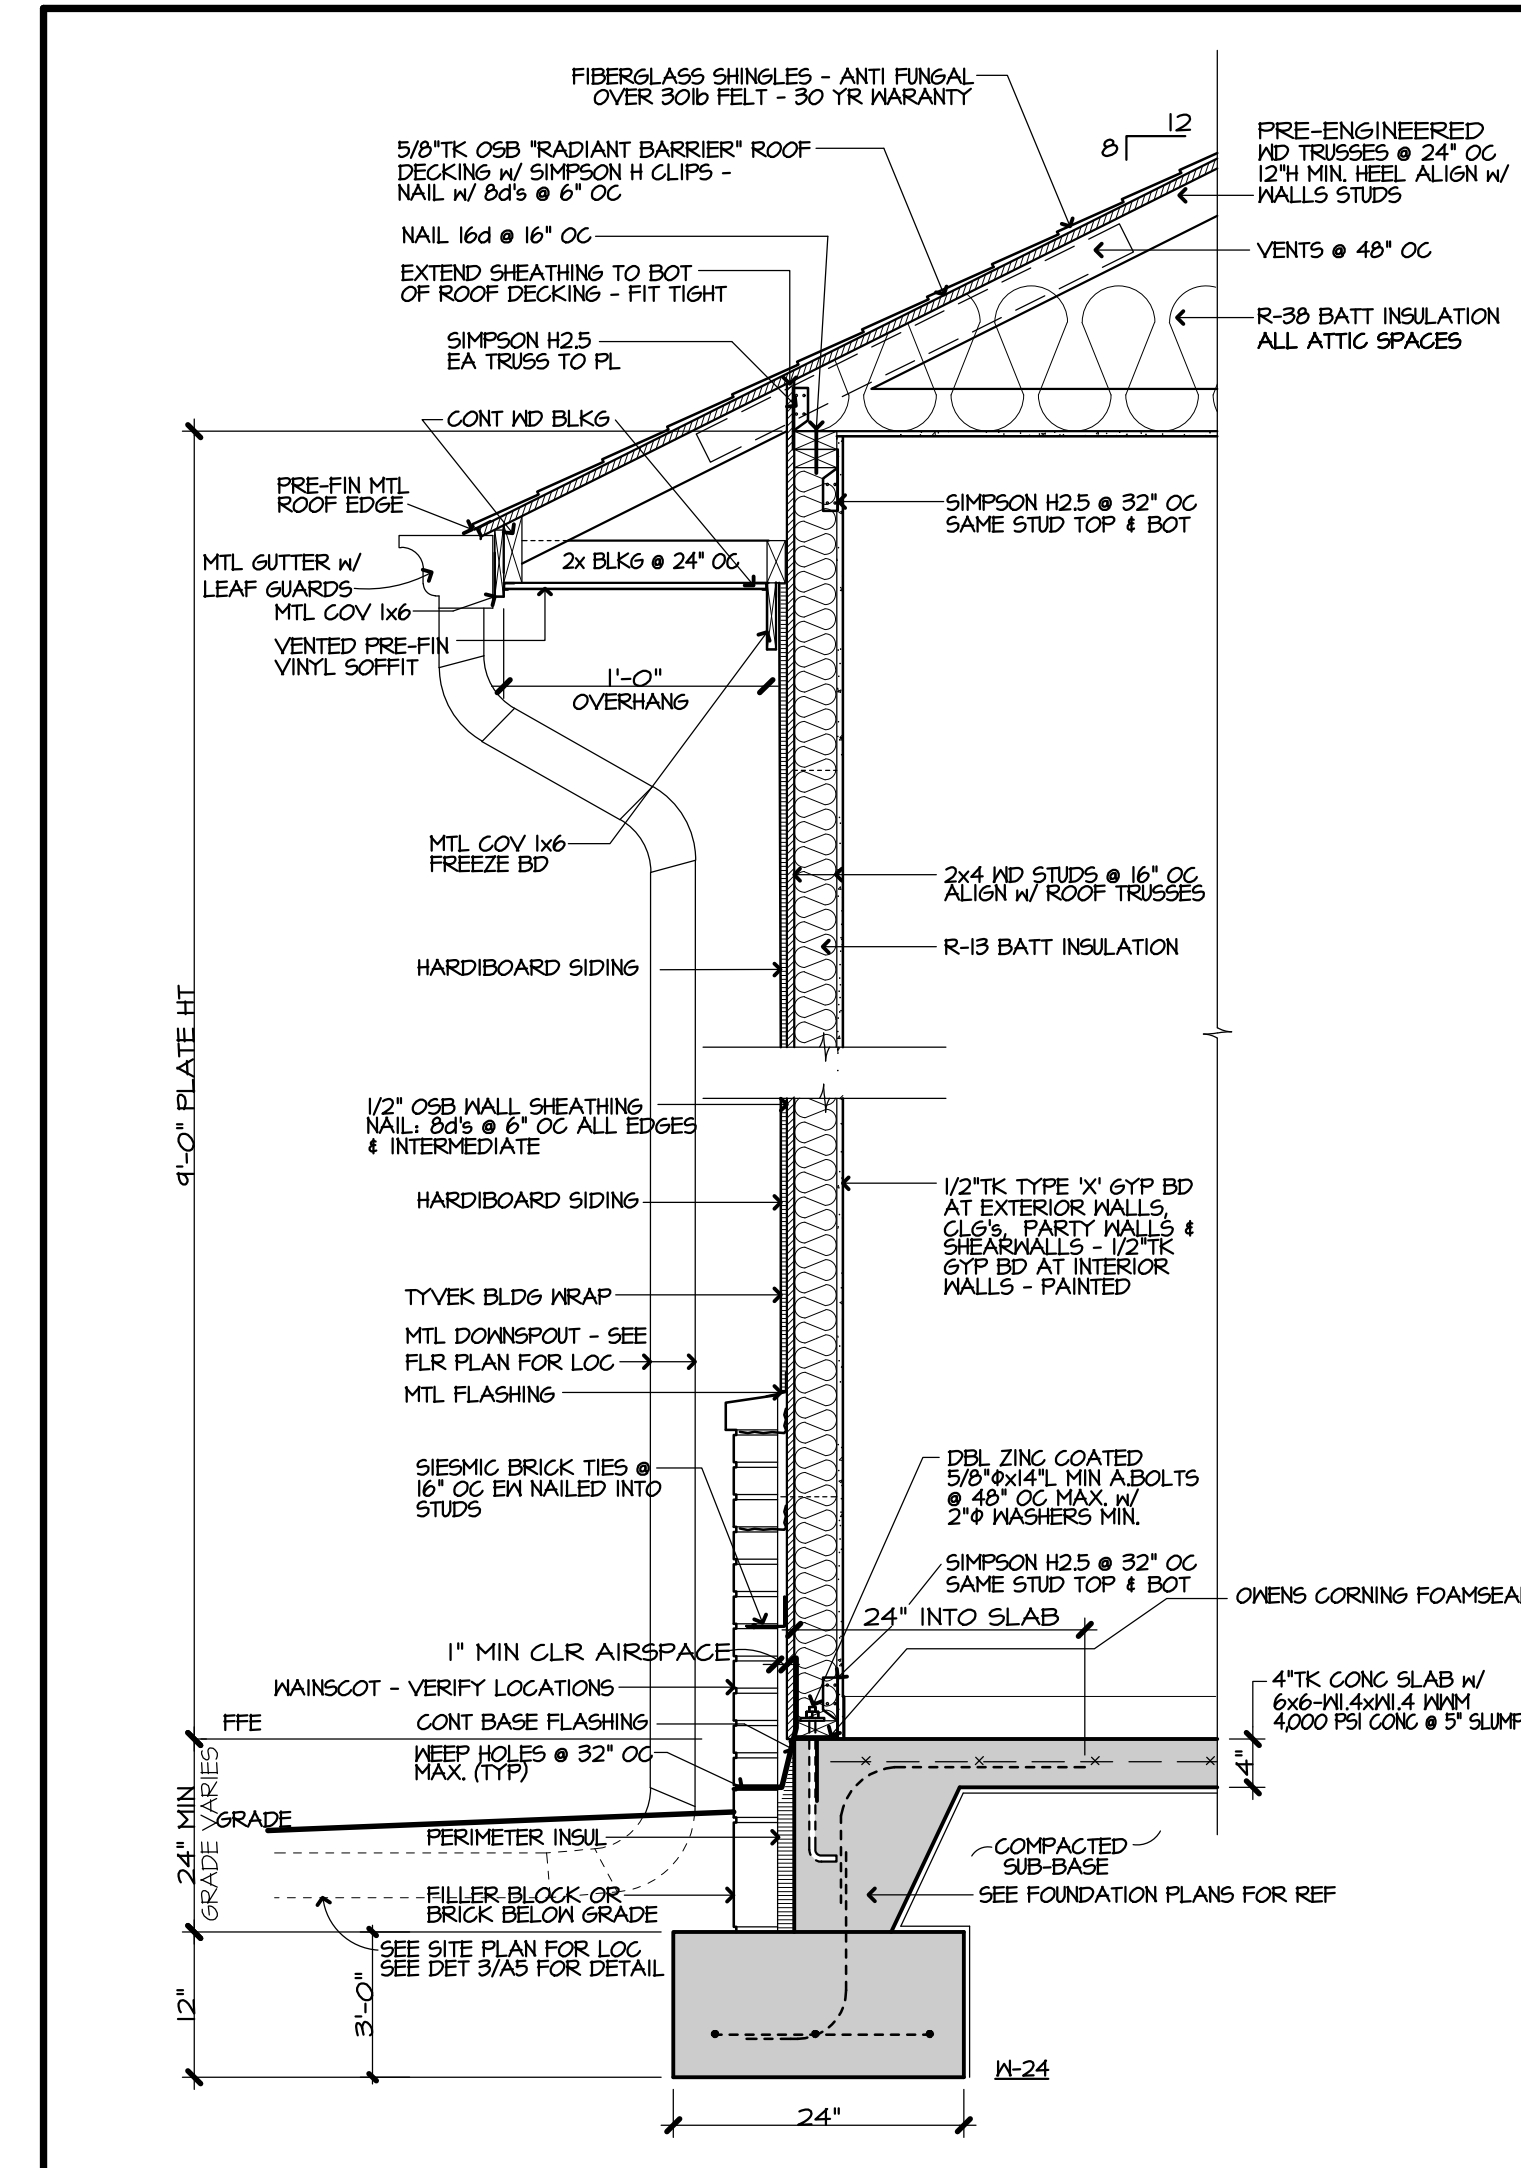 FIBERGLASS SHINGLES - ANTI FUNGAL
OVER 30lb FELT - 30 YR WARANTY
12
8
PRE-ENGINEERED
WD TRUSSES @ 24" OC
12"H MIN. HEEL ALIGN w/
WALLS STUDS
5/8"TK OSB "RADIANT BARRIER" ROOF
DECKING w/ SIMPSON H CLIPS -
NAIL w/ 8d's @ 6" OC
NAIL 16d @ 16" OC
VENTS @ 48" OC
EXTEND SHEATHING TO BOT
OF ROOF DECKING - FIT TIGHT
R-38 BATT INSULATION
ALL ATTIC SPACES
SIMPSON H2.5
EA TRUSS TO PL
CONT WD BLKG
PRE-FIN MTL
ROOF EDGE
SIMPSON H2.5 @ 32" OC
SAME STUD TOP & BOT
MTL GUTTER w/
LEAF GUARDS
2x BLKG @ 24" OC
MTL COV 1x6
VENTED PRE-FIN
VINYL SOFFIT
1'-0"
OVERHANG
MTL COV 1x6
FREEZE BD
2x4 WD STUDS @ 16" OC
ALIGN w/ ROOF TRUSSES
R-13 BATT INSULATION
HARDIBOARD SIDING
9'-0" PLATE HT
1/2" OSB WALL SHEATHING
NAIL: 8d's @ 6" OC ALL EDGES
& INTERMEDIATE
HARDIBOARD SIDING
1/2"TK TYPE 'X' GYP BD
AT EXTERIOR WALLS,
CLG's, PARTY WALLS &
SHEARWALLS - 1/2"TK
GYP BD AT INTERIOR
WALLS - PAINTED
TYVEK BLDG WRAP
MTL DOWNSPOUT - SEE
FLR PLAN FOR LOC
MTL FLASHING
SIESMIC BRICK TIES @
16" OC EW NAILED INTO
STUDS
DBL ZINC COATED
5/8"Φx14"L MIN A.BOLTS
@ 48" OC MAX. w/
2"Φ WASHERS MIN.
SIMPSON H2.5 @ 32" OC
SAME STUD TOP & BOT
OWENS CORNING FOAMSEA
24" INTO SLAB
1" MIN CLR AIRSPACE
WAINSCOT - VERIFY LOCATIONS
4"TK CONC SLAB w/
6x6-W1.4xW1.4 WWM
4,000 PSI CONC @ 5" SLUMP
FFE
CONT BASE FLASHING
WEEP HOLES @ 32" OC
MAX. (TYP)
4"
24" MIN
GRADE VARIES
GRADE
PERIMETER INSUL
COMPACTED
SUB-BASE
FILLER BLOCK OR
BRICK BELOW GRADE
SEE FOUNDATION PLANS FOR REF
SEE SITE PLAN FOR LOC
SEE DET 3/A5 FOR DETAIL
12"
3'-0"
W-24
24"